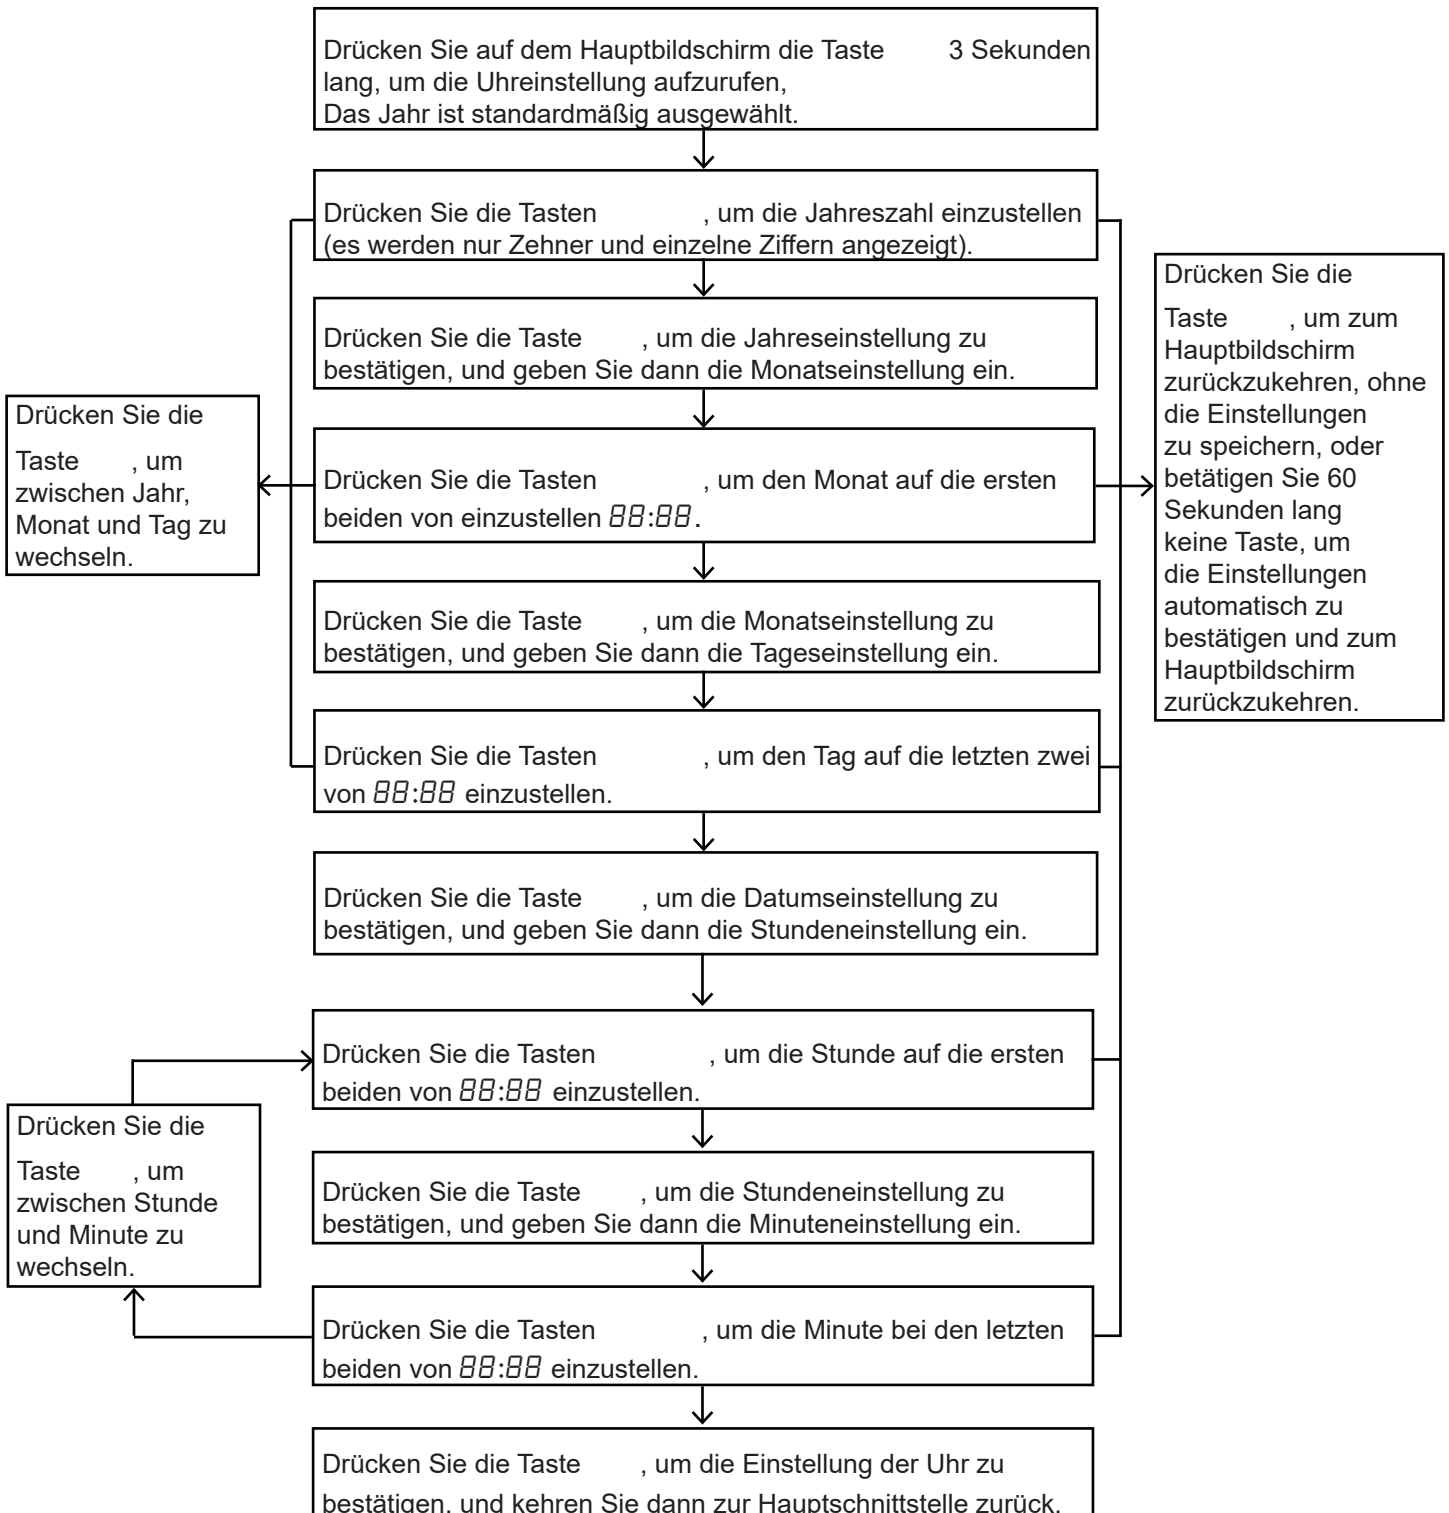 Drücken Sie auf dem Hauptbildschirm die Taste 3 Sekunden
lang, um die Uhreinstellung aufzurufen,
Das Jahr ist standardmäßig ausgewählt.
Drücken Sie die Tasten , um die Jahreszahl einzustellen
(es werden nur Zehner und einzelne Ziffern angezeigt).
Drücken Sie die Taste , um die Jahreseinstellung zu
bestätigen, und geben Sie dann die Monatseinstellung ein.
Drücken Sie die Tasten , um den Monat auf die ersten
beiden von einzustellen 88:88.
Drücken Sie die Taste , um die Monatseinstellung zu
bestätigen, und geben Sie dann die Tageseinstellung ein.
Drücken Sie die Tasten , um den Tag auf die letzten zwei
von 88:88 einzustellen.
Drücken Sie die Taste , um die Datumseinstellung zu
bestätigen, und geben Sie dann die Stundeneinstellung ein.
Drücken Sie die Tasten , um die Stunde auf die ersten
beiden von 88:88 einzustellen.
Drücken Sie die Taste , um die Stundeneinstellung zu
bestätigen, und geben Sie dann die Minuteneinstellung ein.
Drücken Sie die Tasten , um die Minute bei den letzten
beiden von 88:88 einzustellen.
Drücken Sie die Taste , um die Einstellung der Uhr zu
bestätigen, und kehren Sie dann zur Hauptschnittstelle zurück.
Drücken Sie die
Taste , um
zwischen Jahr,
Monat und Tag zu
wechseln.
Drücken Sie die
Taste , um
zwischen Stunde
und Minute zu
wechseln.
Drücken Sie die
Taste , um zum
Hauptbildschirm
zurückzukehren, ohne
die Einstellungen
zu speichern, oder
betätigen Sie 60
Sekunden lang
keine Taste, um
die Einstellungen
automatisch zu
bestätigen und zum
Hauptbildschirm
zurückzukehren.